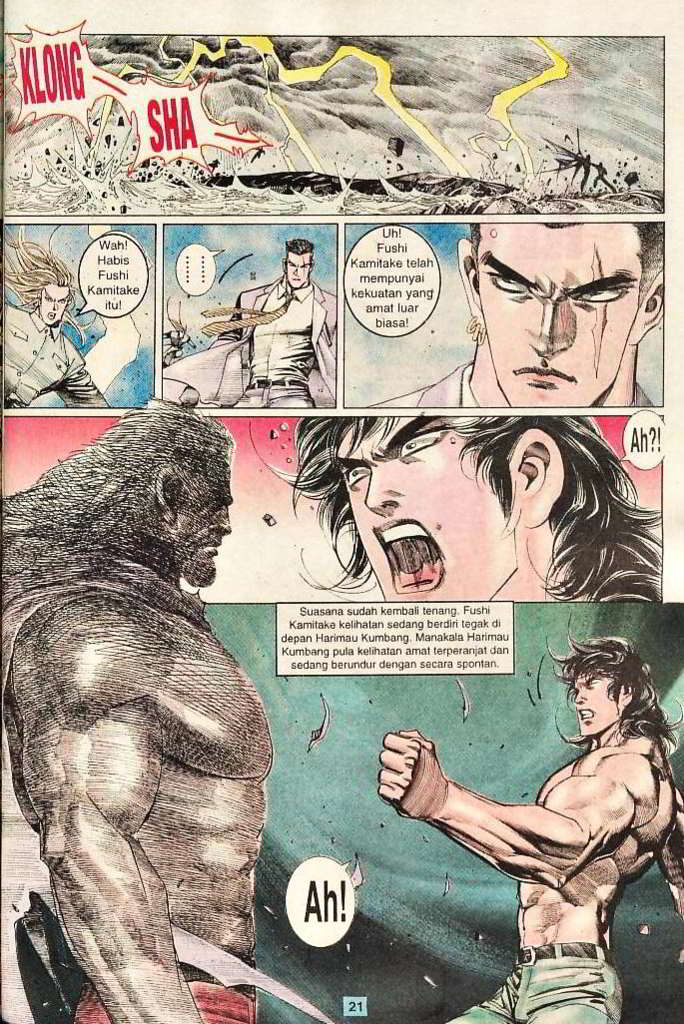 KLONG
SHA
Wah!
Habis
Fushi
Kamitake
itu!
Uh!
Fushi
Kamitake telah
mempunyai
kekuatan yang
amat luar
biasa!
Ah?!
Suasana sudah kembali tenang. Fushi
Kamitake kelihatan sedang berdiri tegak di
depan Harimau Kumbang. Manakala Harimau
Kumbang pula kelihatan amat terperanjat dan
sedang berundur dengan secara spontan.
Ah!
21